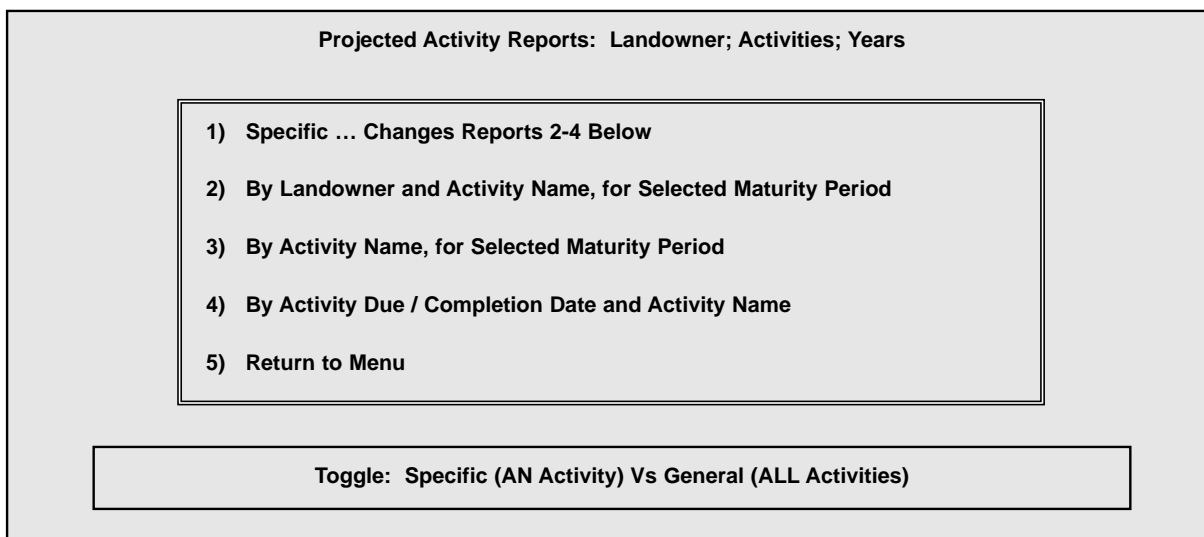 Projected Activity Reports: Landowner; Activities; Years
1) Specific … Changes Reports 2-4 Below
2) By Landowner and Activity Name, for Selected Maturity Period
3) By Activity Name, for Selected Maturity Period
4) By Activity Due / Completion Date and Activity Name
5) Return to Menu
Toggle: Specific (AN Activity) Vs General (ALL Activities)